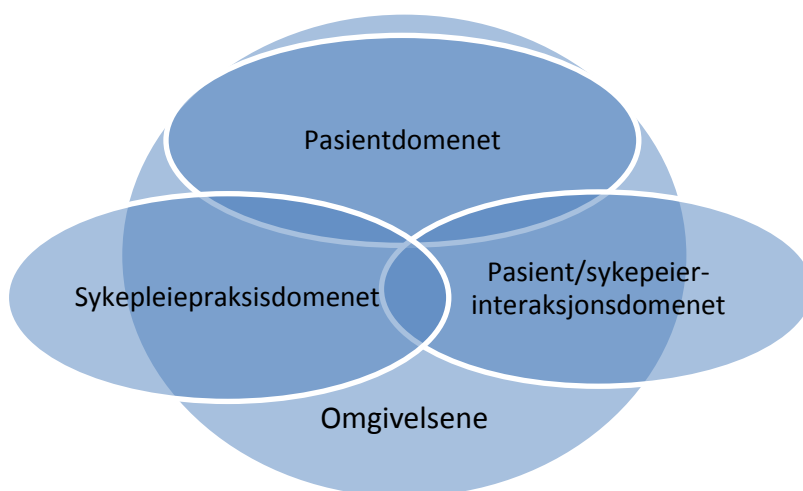 Pasientdomenet
Sykepleiepraksisdomenet
Pasient/sykepeier-
interaksjonsdomenet
Omgivelsene